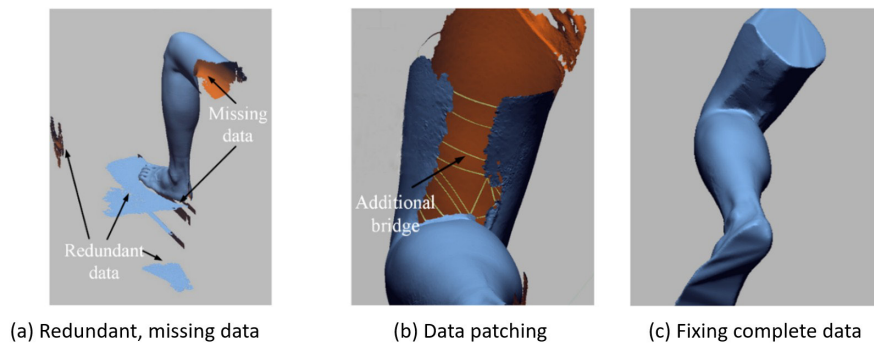 Missing
data
Redundant
data
Additional
bridge
(a) Redundant, missing data
(b) Data patching
(c) Fixing complete data